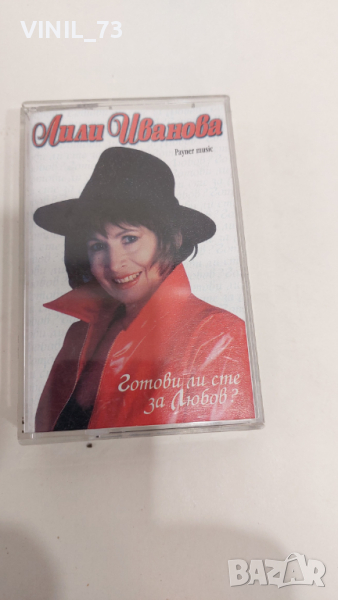 VINIL_73
Лили Иванова
Payner music
Готови ли сте
за Любов?
BAZAR